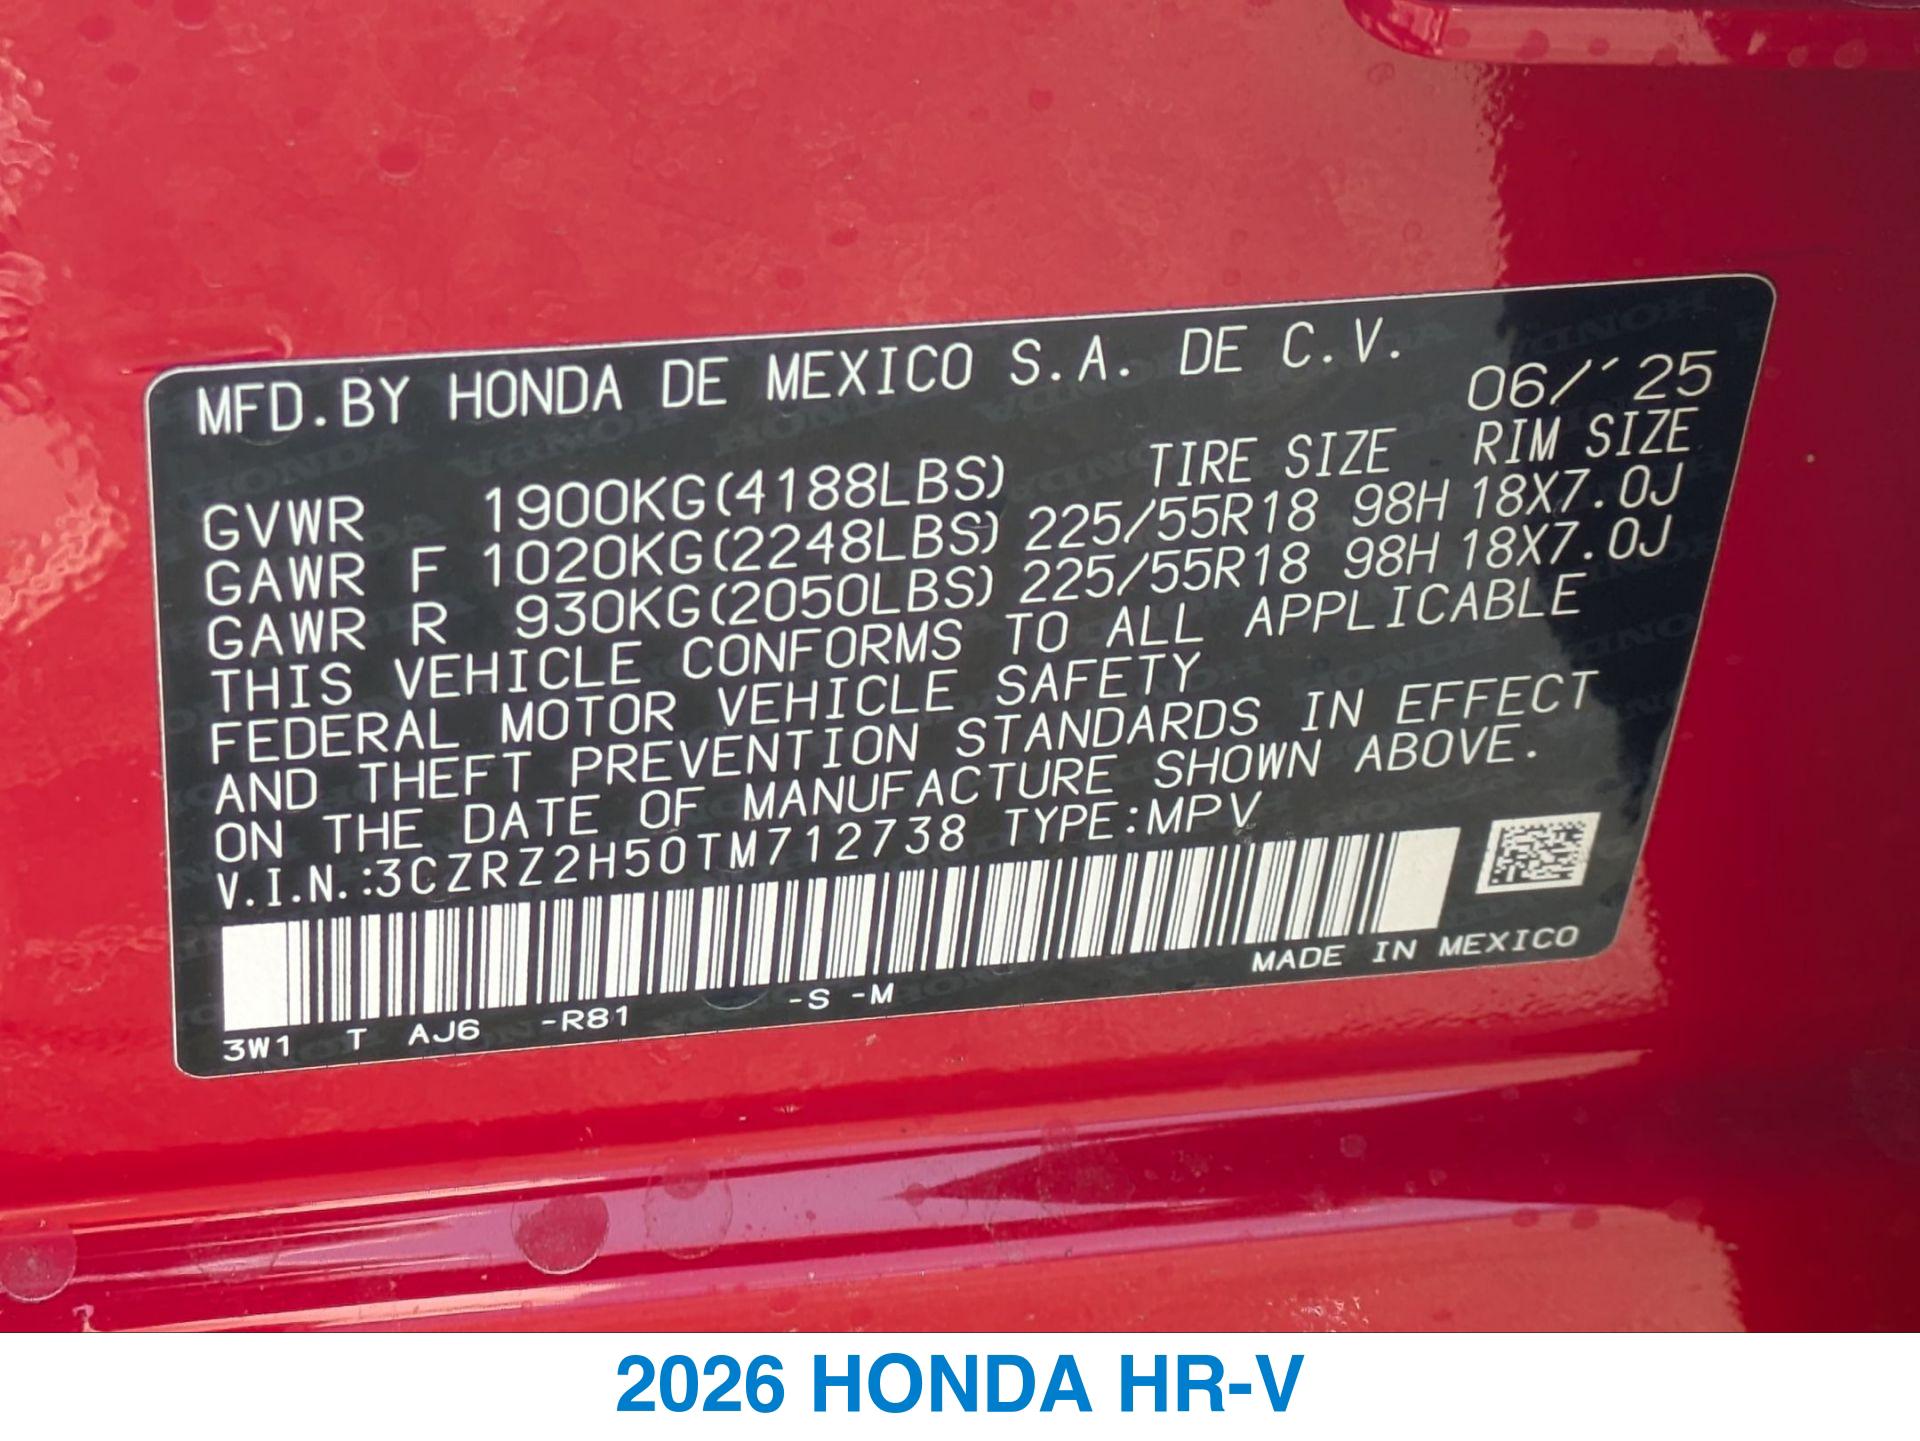 MFD.BY HONDA DE MEXICO S.A. DE C.V.
06/'25
TIRE SIZE RIM SIZE
GVWR 1900KG(4188LBS)
GAWR F 1020KG(2248LBS) 225/55R18 98H 18X7.0J
GAWR R 930KG(2050LBS) 225/55R18 98H 18X7.0J
THIS VEHICLE CONFORMS TO ALL APPLICABLE
FEDERAL MOTOR VEHICLE SAFETY
AND THEFT PREVENTION STANDARDS IN EFFECT
ON THE DATE OF MANUFACTURE SHOWN ABOVE.
V.I.N.:3CZRZ2H50TM712738 TYPE:MPV
MADE IN MEXICO
3W1 T AJ6 -R81 -S -M
2026 HONDA HR-V